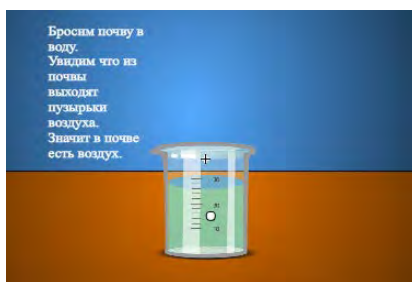 Бросим почву в
воду.
Увидим что из
почвы
выходят
пузырьки
воздуха.
Значит в почве
есть воздух.